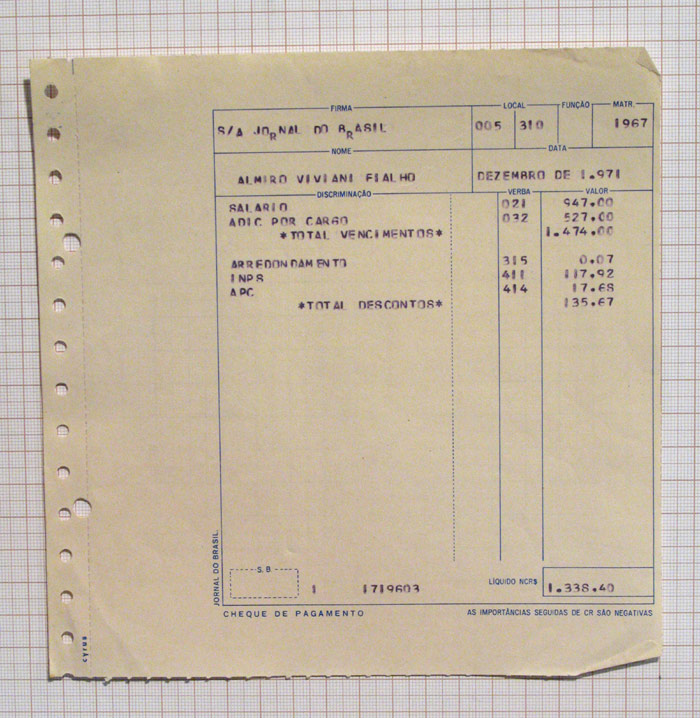 FIRMA LOCAL FUNÇÃO MATR.
S/A JORNAL DO BRASIL 005 310 1967
NOME DATA
ALMIRO VIVIANI FIALHO DEZEMBRO DE 1.971
DISCRIMINAÇÃO VERBA VALOR
SALARIO 021 947.00
ADIC POR CARGO 032 527.00
*TOTAL VENCIMENTOS* 1.474.00
ARREDONDAMENTO 315 0.07
INPS 411 117.92
APC 414 17.68
*TOTAL DESCONTOS* 135.67
JORNAL DO BRASIL
S. B.
1 1719603 LÍQUIDO NCR$ 1.338.40
CHEQUE DE PAGAMENTO AS IMPORTÂNCIAS SEGUIDAS DE CR SÃO NEGATIVAS
cyrus